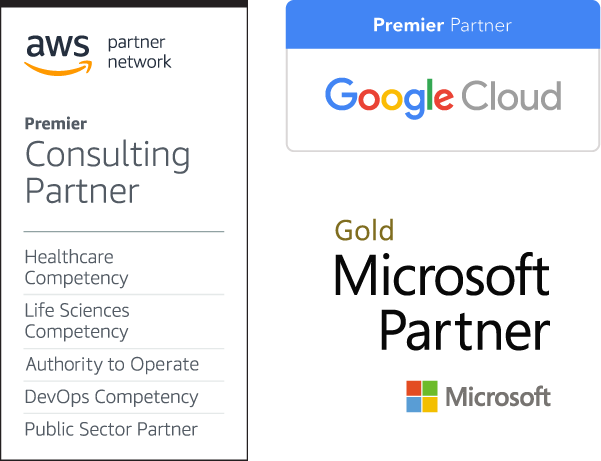 aws partner
network
Premier
Consulting
Partner
Healthcare
Competency
Life Sciences
Competency
Authority to Operate
DevOps Competency
Public Sector Partner
Premier Partner
Google Cloud
Gold
Microsoft
Partner
Microsoft